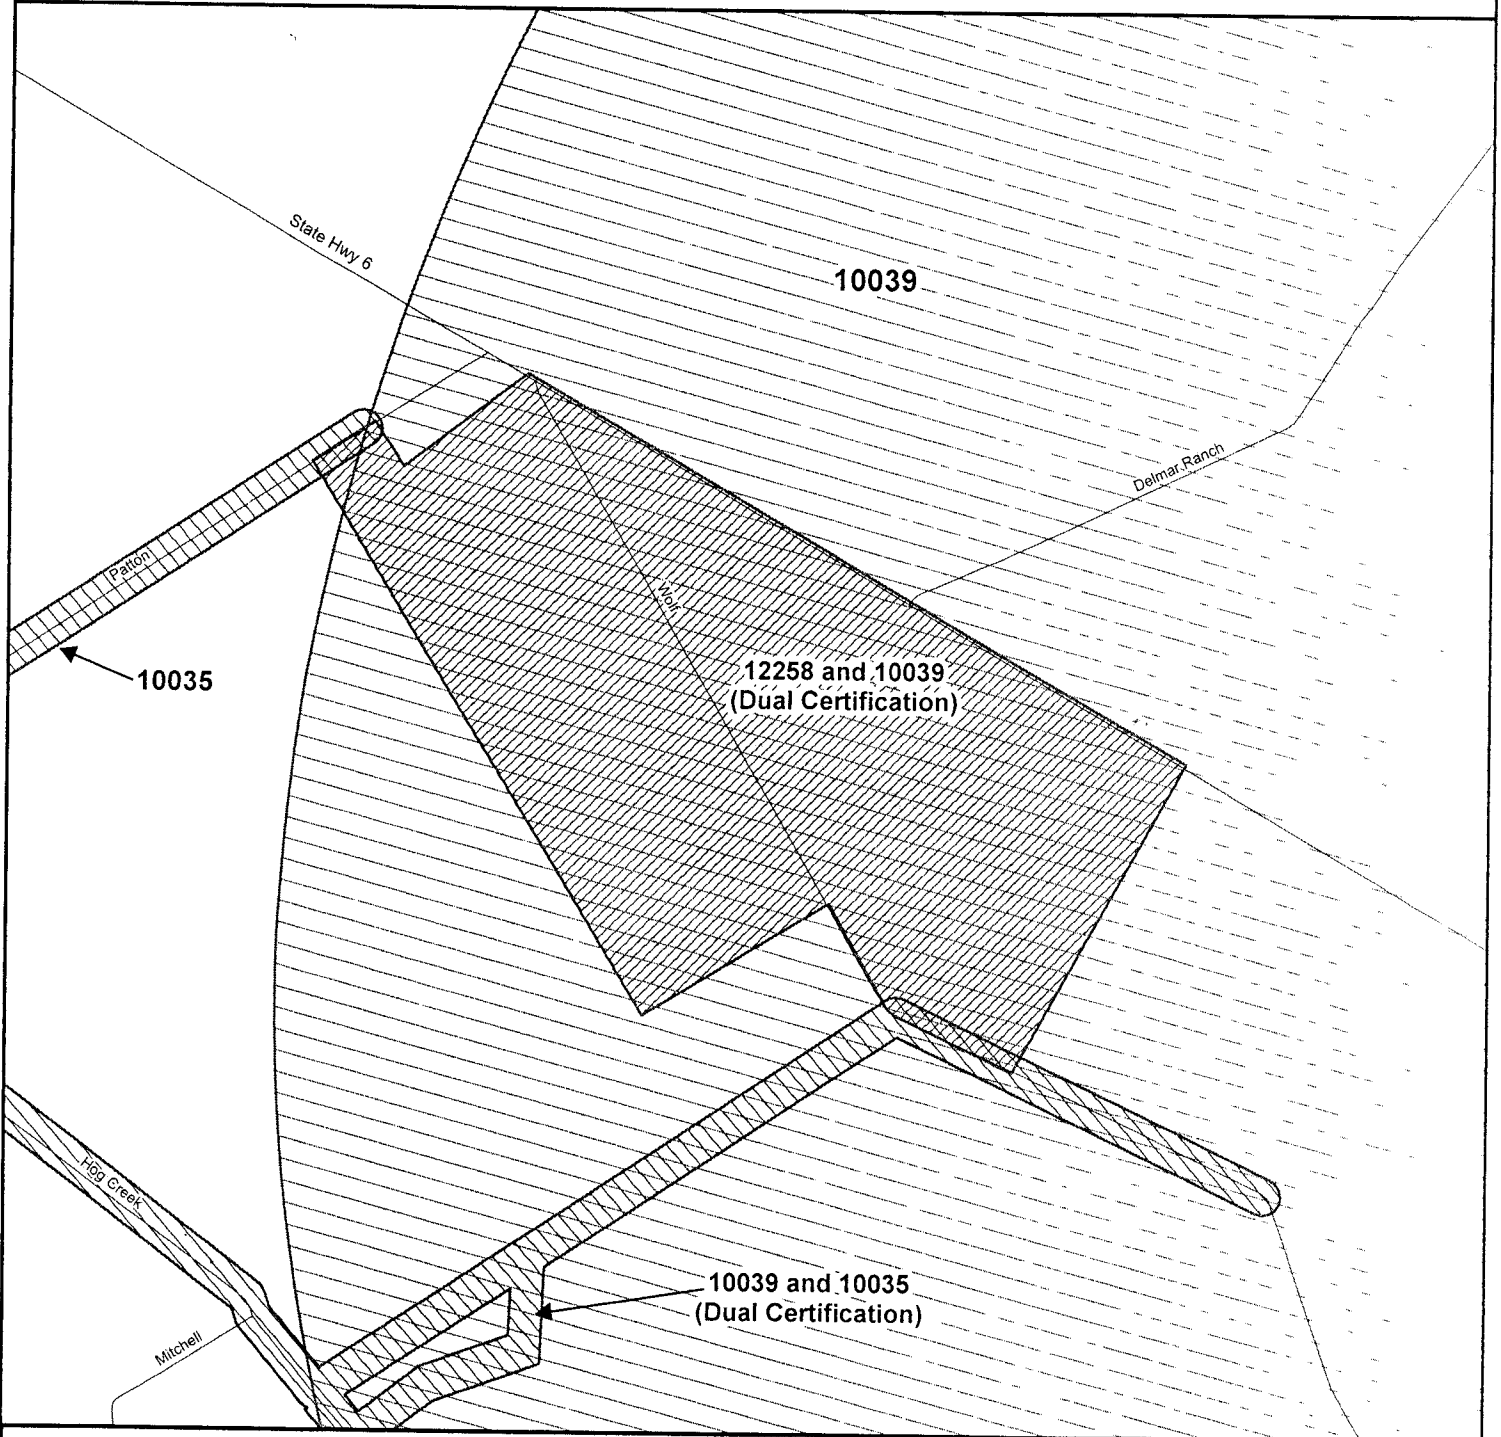 State Hwy 6
10039
Delmar Ranch
Patton
Wolf
12258 and 10039
(Dual Certification)
10035
Hog Creek
10039 and 10035
(Dual Certification)
Mitchell